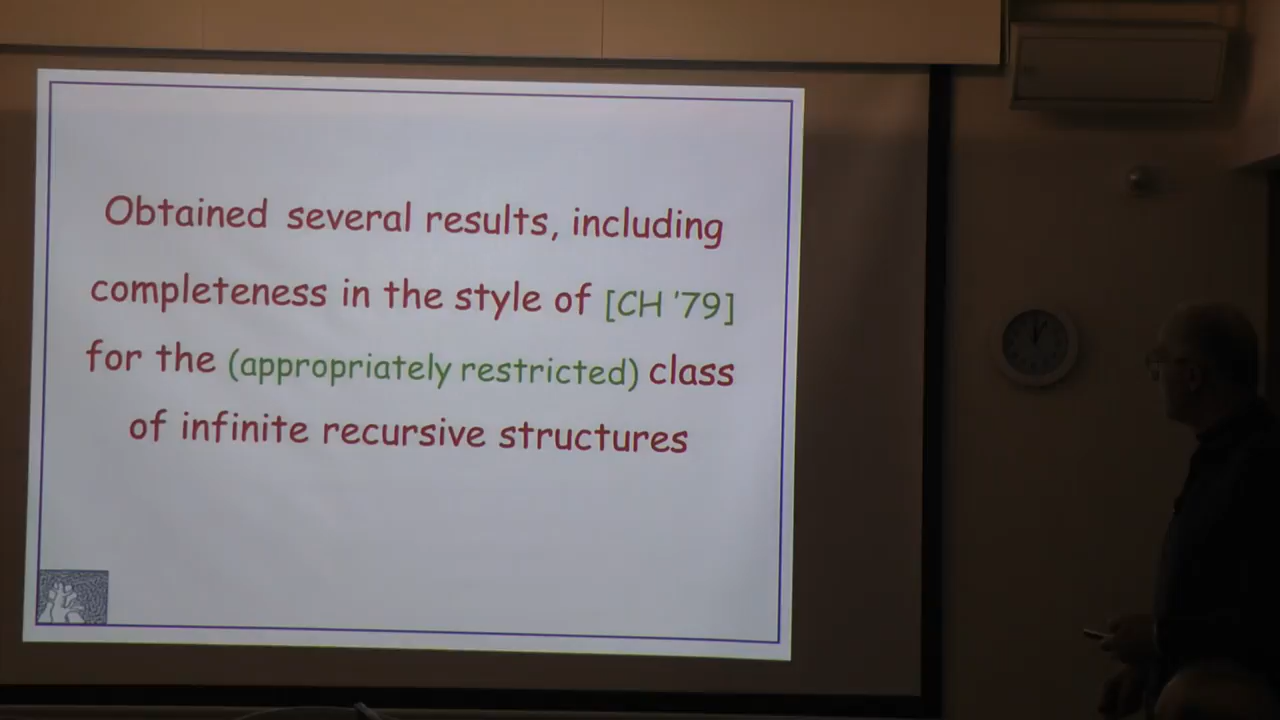 Obtained several results, including
completeness in the style of [CH '79]
for the (appropriately restricted) class
of infinite recursive structures